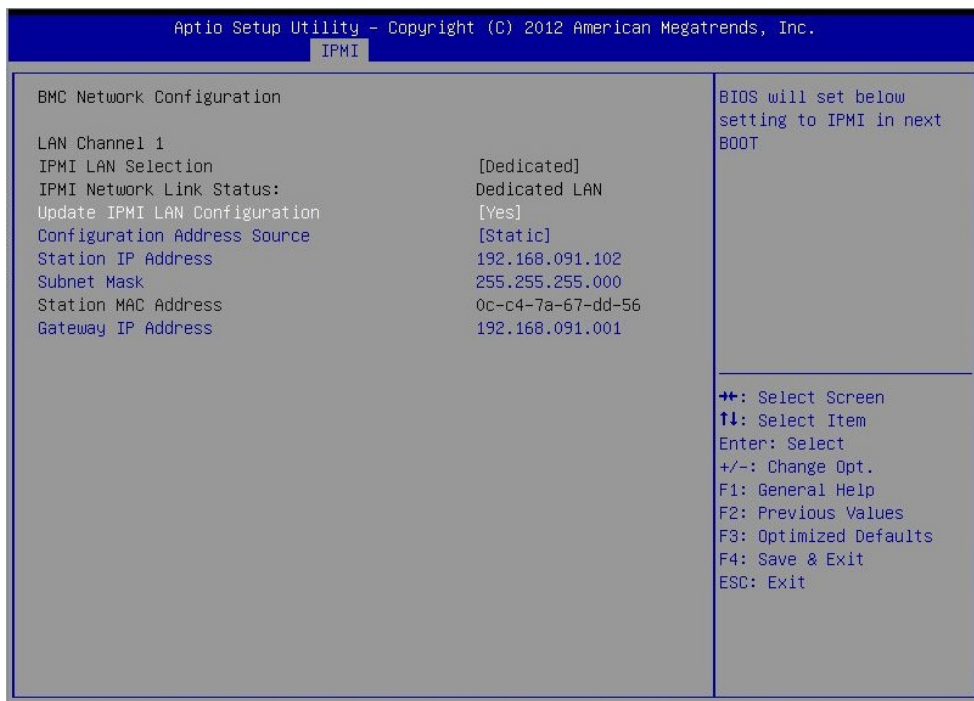 Aptio Setup Utility – Copyright (C) 2012 American Megatrends, Inc.
IPMI
BMC Network Configuration
LAN Channel 1
IPMI LAN Selection [Dedicated]
IPMI Network Link Status: Dedicated LAN
Update IPMI LAN Configuration [Yes]
Configuration Address Source [Static]
Station IP Address 192.168.091.102
Subnet Mask 255.255.255.000
Station MAC Address 0c-c4-7a-67-dd-56
Gateway IP Address 192.168.091.001
BIOS will set below
setting to IPMI in next
BOOT
→←: Select Screen
↑↓: Select Item
Enter: Select
+/-: Change Opt.
F1: General Help
F2: Previous Values
F3: Optimized Defaults
F4: Save & Exit
ESC: Exit